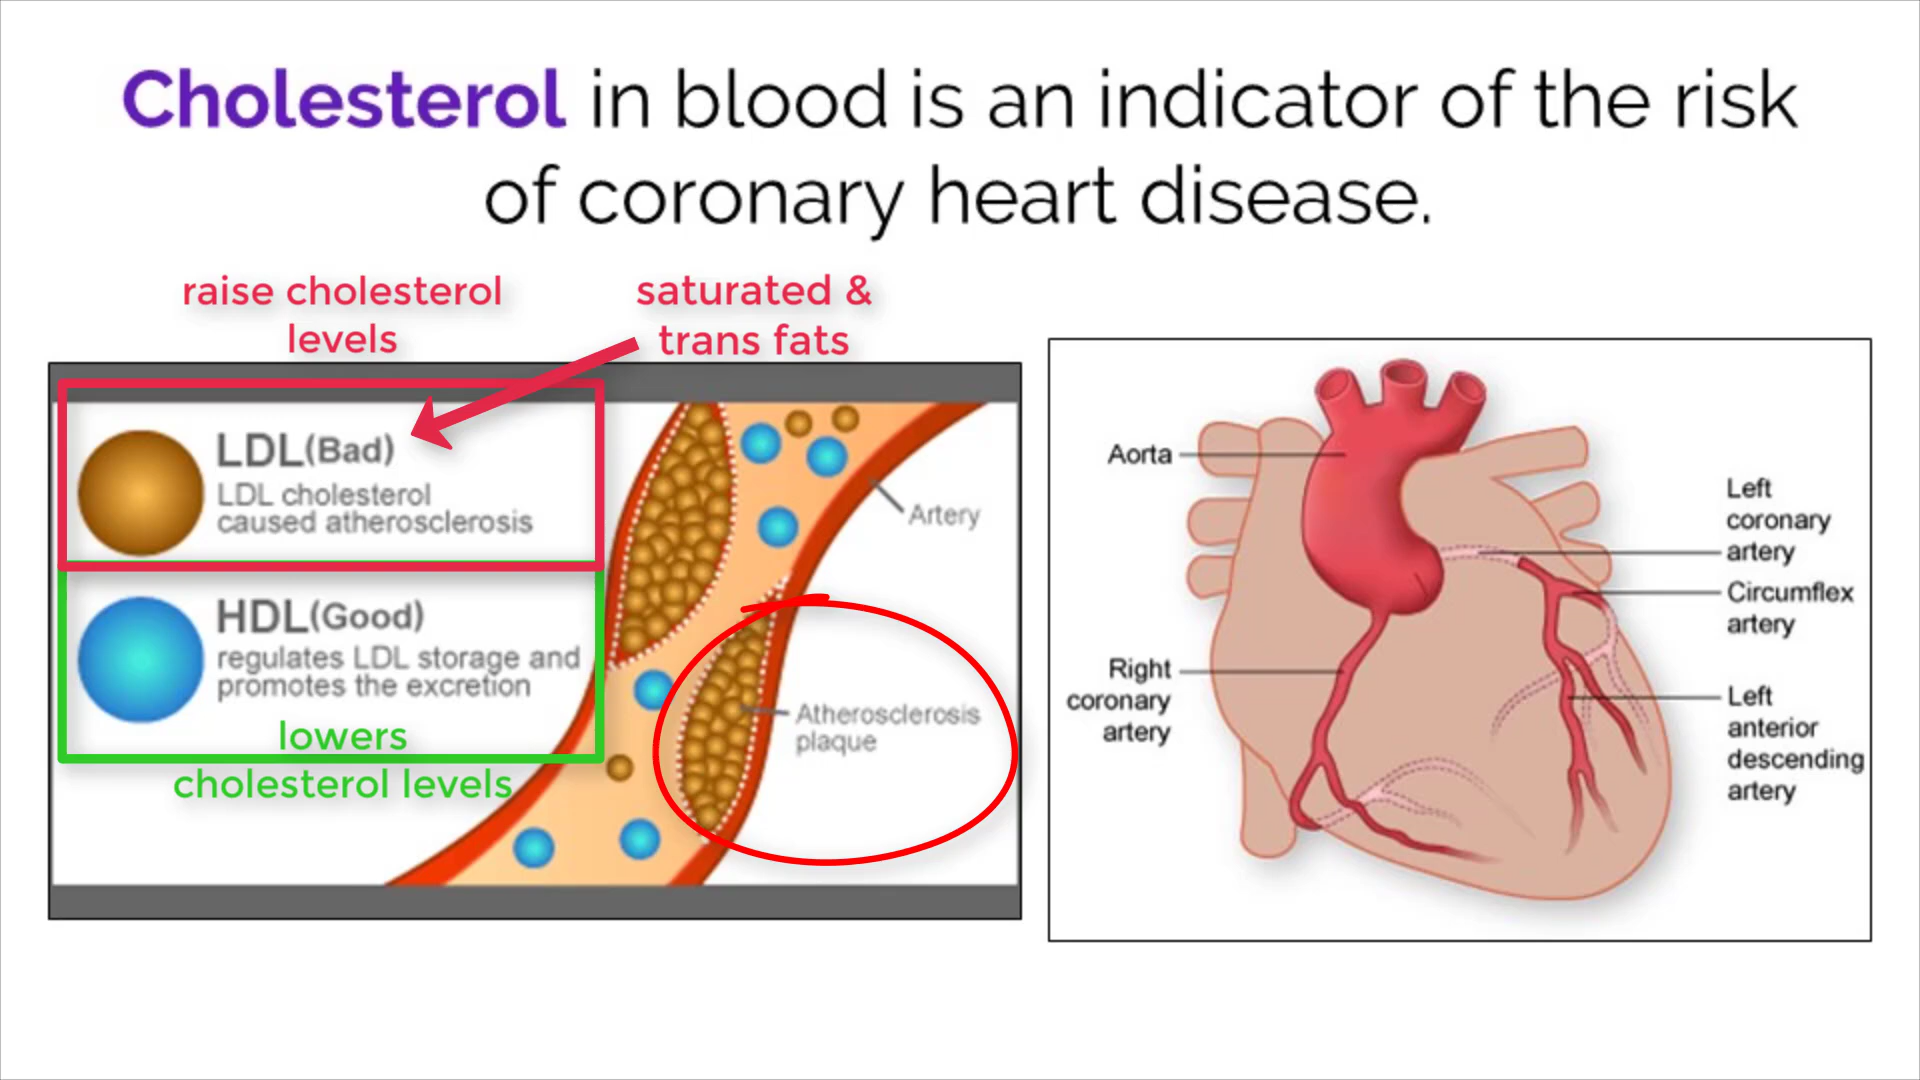 Cholesterol in blood is an indicator of the risk
of coronary heart disease.
raise cholesterol
levels
saturated &
trans fats
LDL(Bad)
LDL cholesterol
caused atherosclerosis
HDL(Good)
regulates LDL storage and
promotes the excretion
lowers
cholesterol levels
Artery
Atherosclerosis
plaque
Aorta
Right
coronary
artery
Left
coronary
artery
Circumflex
artery
Left
anterior
descending
artery